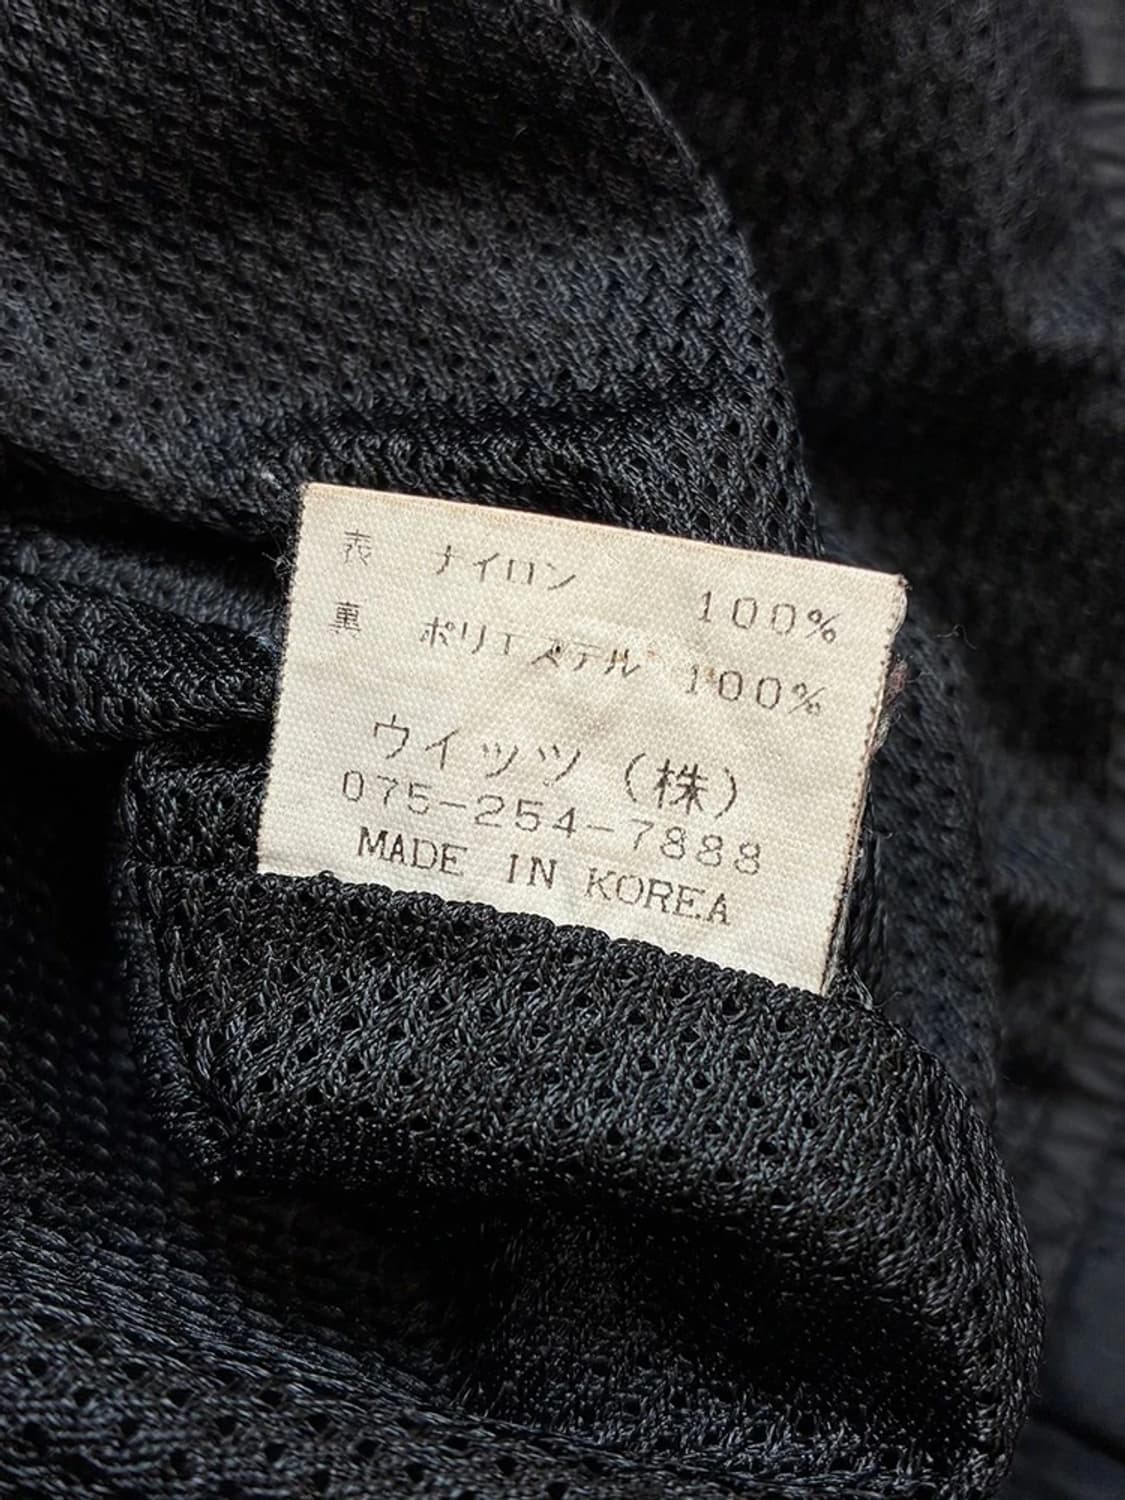 表 ナイロン 100%
裏 ポリエステル 100%
ウイッツ(株)
075-254-7888
MADE IN KOREA